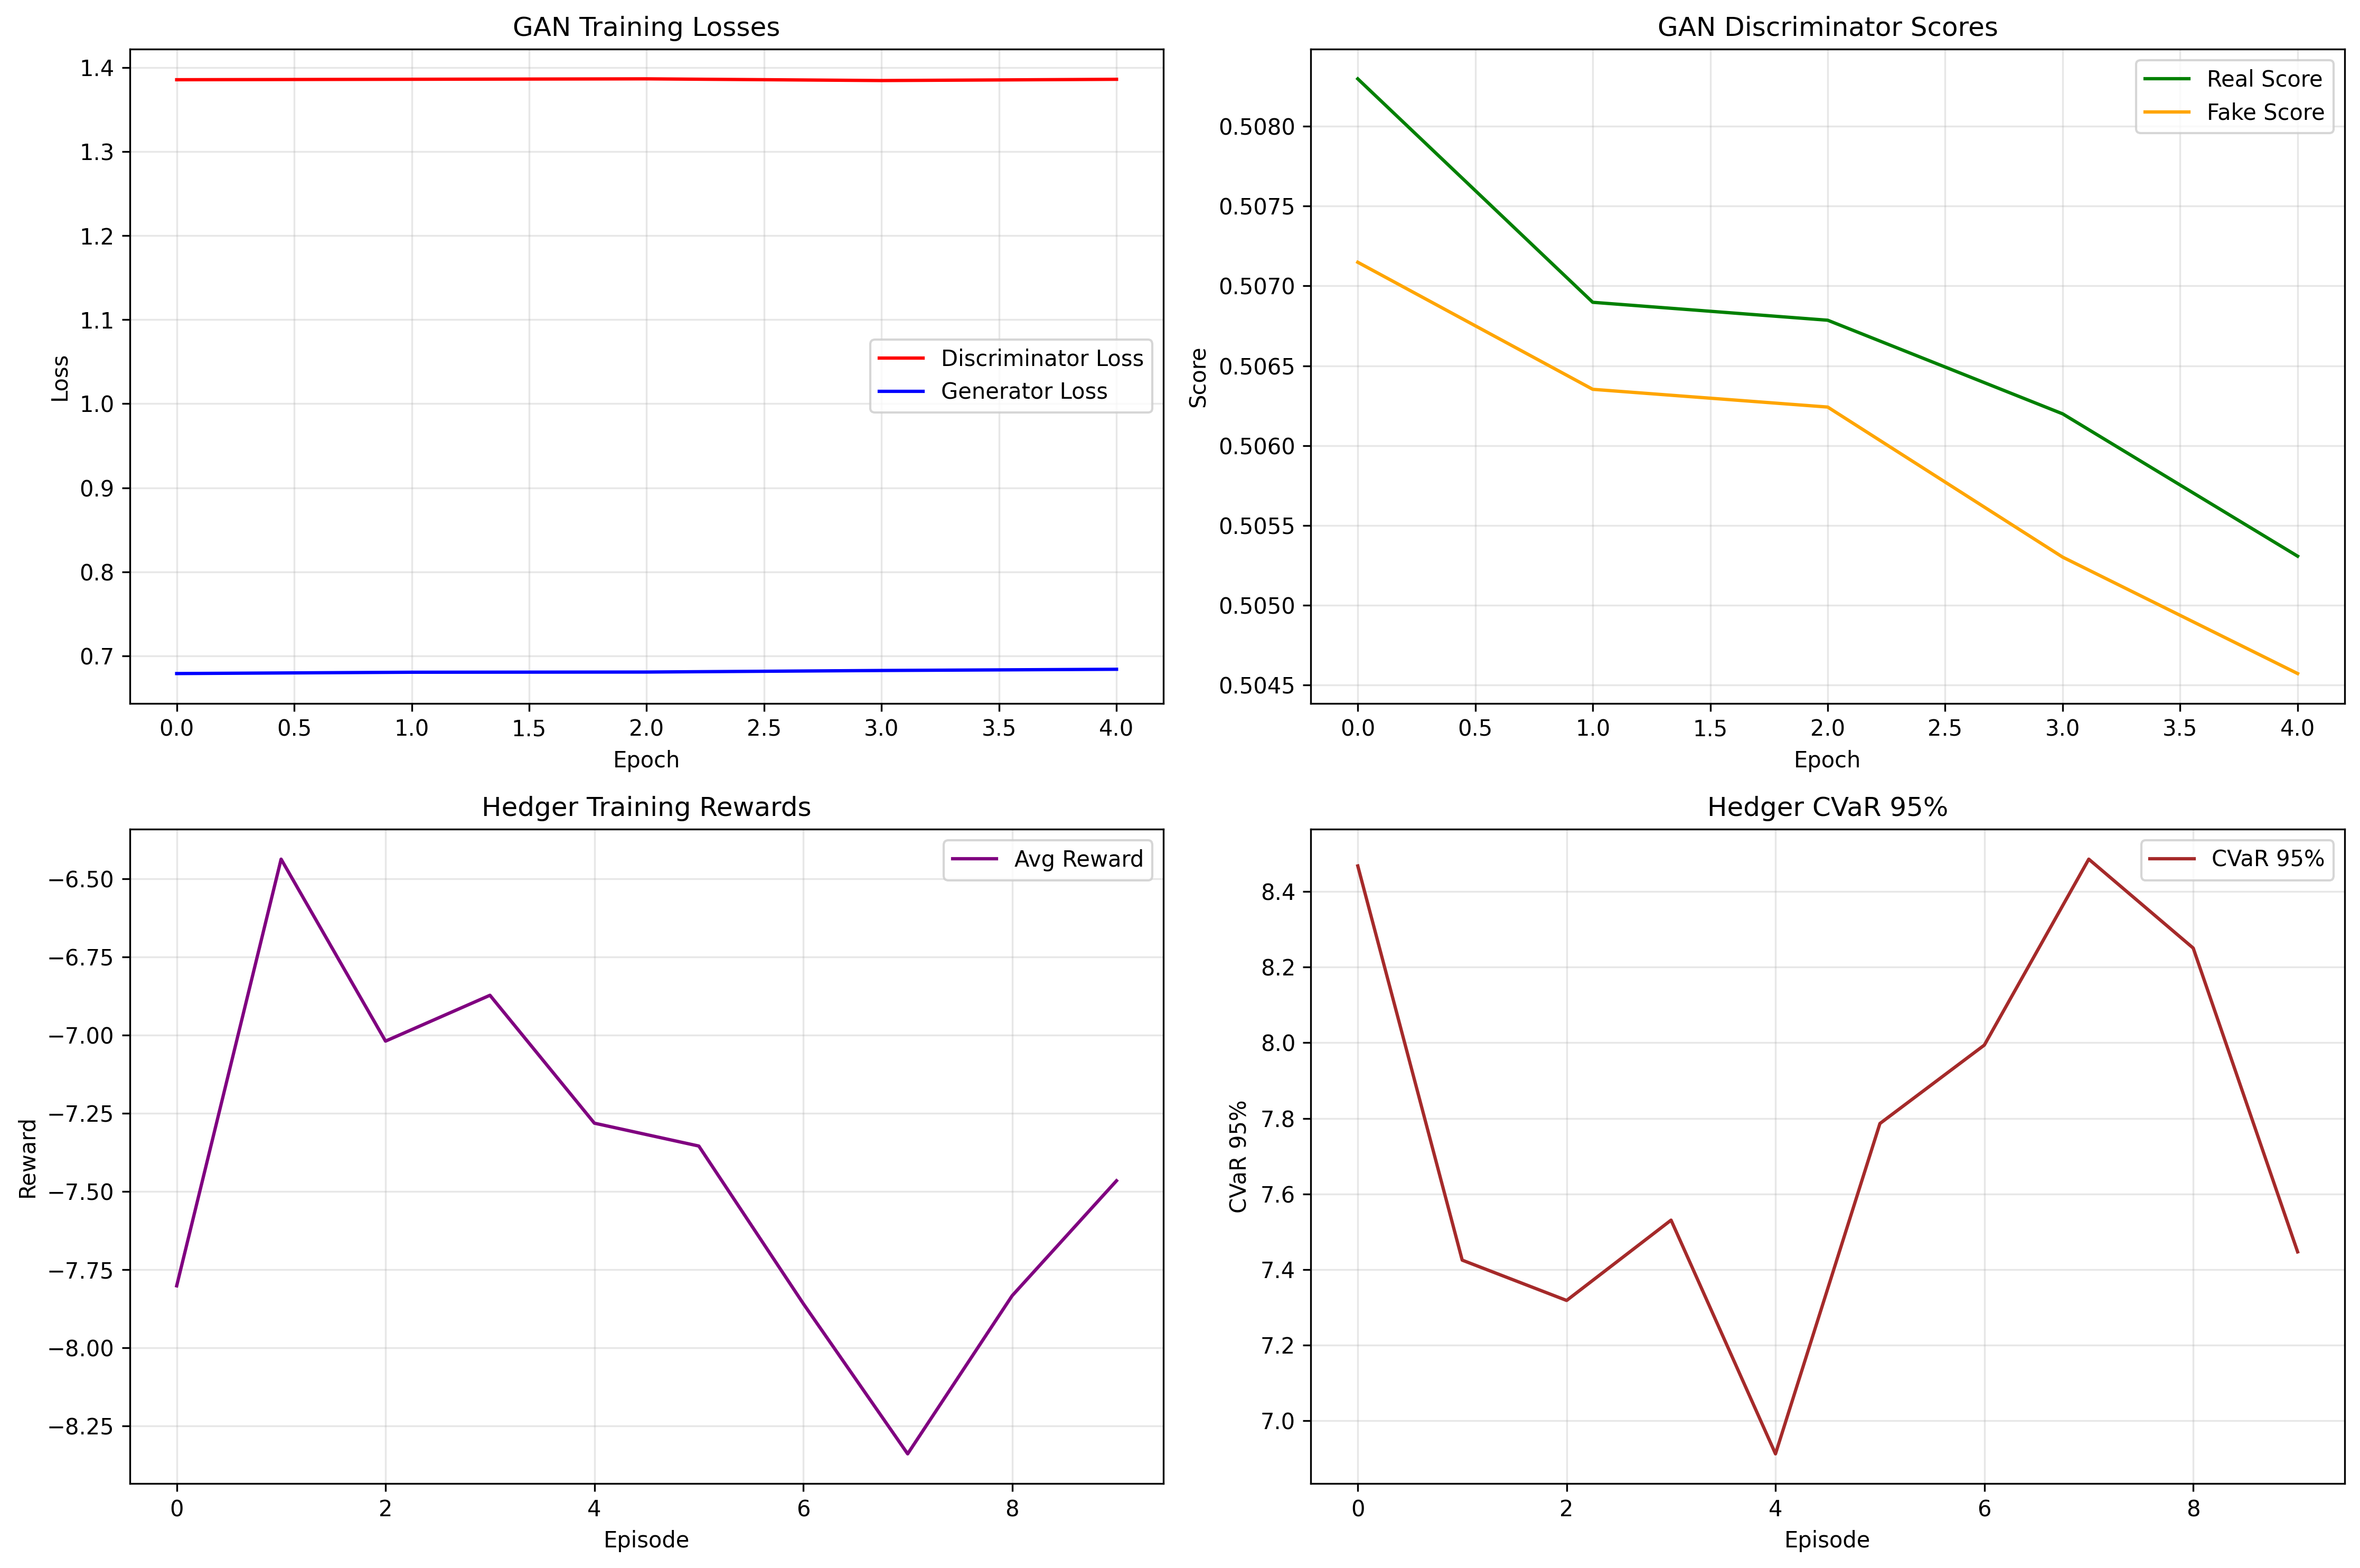 GAN Training Losses
1.4
1.3
1.2
1.1
1.0
0.9
0.8
0.7
Loss
Discriminator Loss
Generator Loss
0.0 0.5 1.0 1.5 2.0 2.5 3.0 3.5 4.0
Epoch
GAN Discriminator Scores
0.5080
0.5075
0.5070
0.5065
0.5060
0.5055
0.5050
0.5045
Score
Real Score
Fake Score
0.0 0.5 1.0 1.5 2.0 2.5 3.0 3.5 4.0
Epoch
Hedger Training Rewards
−6.50
−6.75
−7.00
−7.25
−7.50
−7.75
−8.00
−8.25
Reward
Avg Reward
0 2 4 6 8
Episode
Hedger CVaR 95%
8.4
8.2
8.0
7.8
7.6
7.4
7.2
7.0
CVaR 95%
CVaR 95%
0 2 4 6 8
Episode